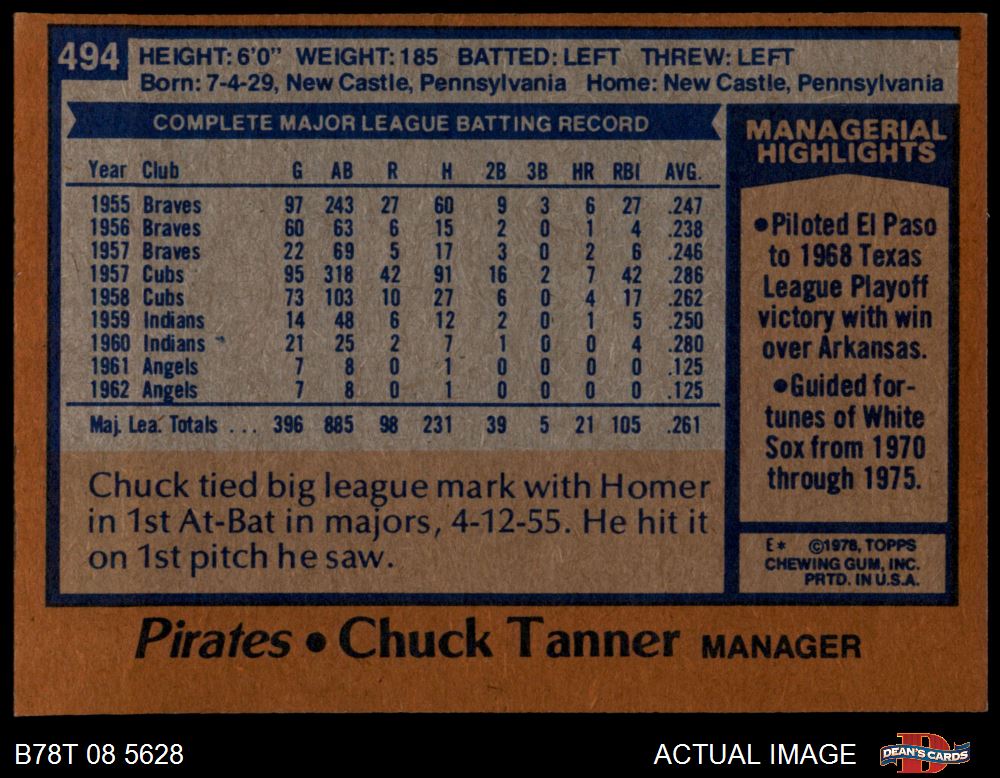 494 HEIGHT: 6'0" WEIGHT: 185 BATTED: LEFT THREW: LEFT
Born: 7-4-29, New Castle, Pennsylvania Home: New Castle, Pennsylvania
COMPLETE MAJOR LEAGUE BATTING RECORD
Year Club G AB R H 2B 3B HR RBI AVG.
1955 Braves 97 243 27 60 9 3 6 27 .247
1956 Braves 60 63 6 15 2 0 1 4 .238
1957 Braves 22 69 5 17 3 0 2 6 .246
1957 Cubs 95 318 42 91 16 2 7 42 .286
1958 Cubs 73 103 10 27 6 0 4 17 .262
1959 Indians 14 48 6 12 2 0 1 5 .250
1960 Indians 21 25 2 7 1 0 0 4 .280
1961 Angels 7 8 0 1 0 0 0 0 .125
1962 Angels 7 8 0 1 0 0 0 0 .125
Maj. Lea. Totals ... 396 885 98 231 39 5 21 105 .261
Chuck tied big league mark with Homer
in 1st At-Bat in majors, 4-12-55. He hit it
on 1st pitch he saw.
MANAGERIAL
HIGHLIGHTS
•Piloted El Paso
to 1968 Texas
League Playoff
victory with win
over Arkansas.
•Guided for-
tunes of White
Sox from 1970
through 1975.
E* ©1978, TOPPS
CHEWING GUM, INC.
PRTD. IN U.S.A.
Pirates • Chuck Tanner MANAGER
B78T 08 5628
ACTUAL IMAGE
D
DEAN'S CARDS